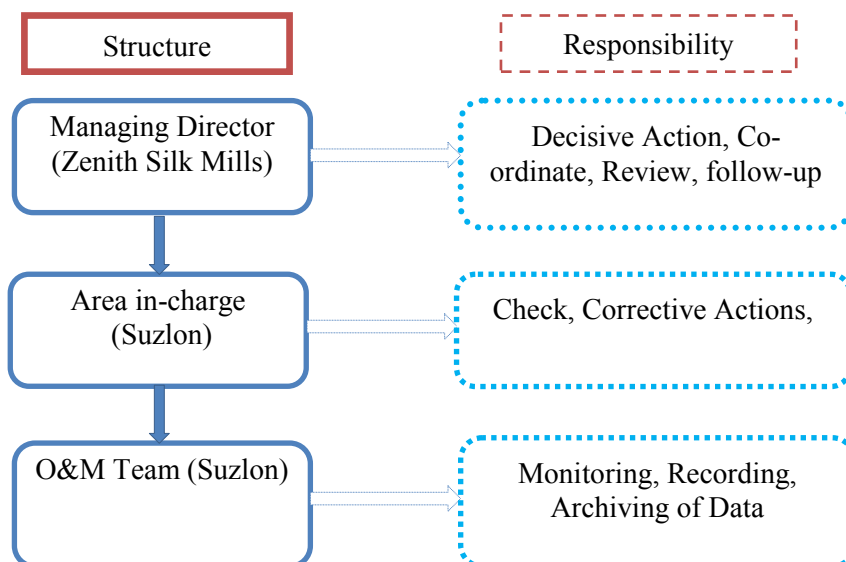 Structure
Responsibility
Managing Director
(Zenith Silk Mills)
Decisive Action, Co-
ordinate, Review, follow-up
Area in-charge
(Suzlon)
Check, Corrective Actions,
O&M Team (Suzlon)
Monitoring, Recording,
Archiving of Data